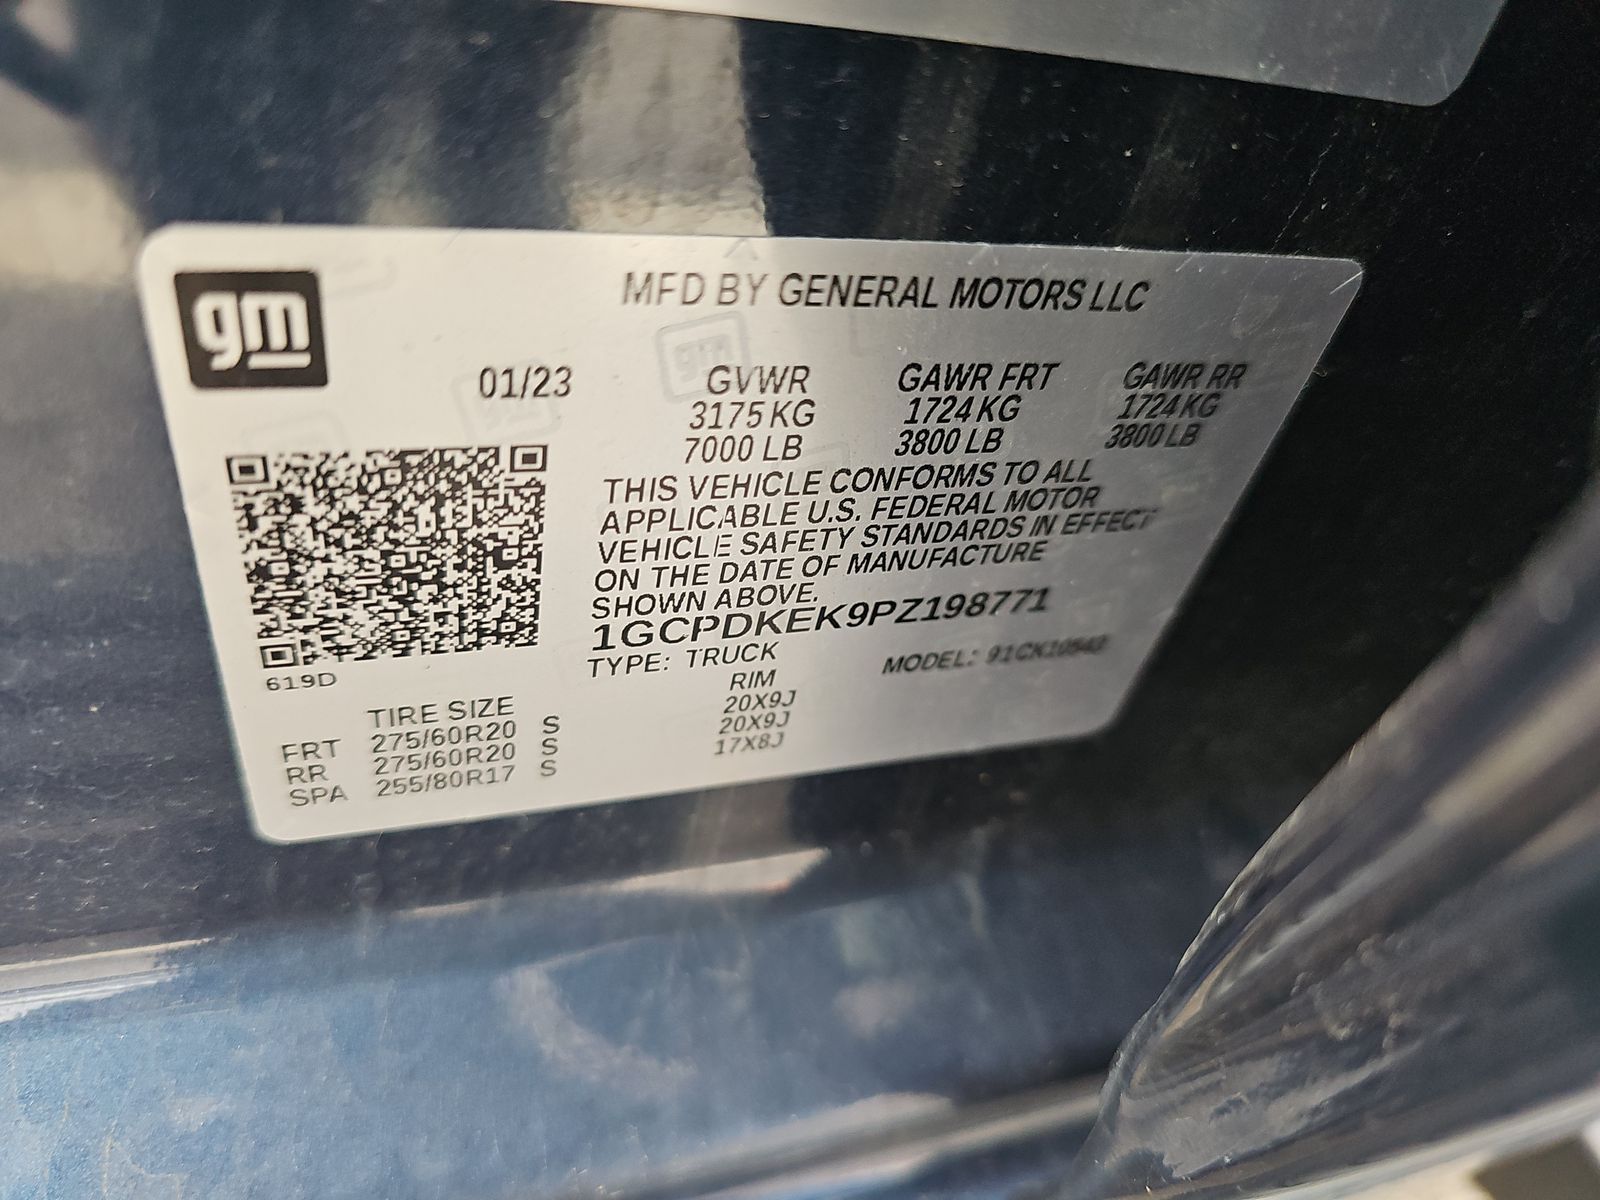 gm
MFD BY GENERAL MOTORS LLC
01/23 GVWR GAWR FRT GAWR RR
3175 KG 1724 KG 1724 KG
7000 LB 3800 LB 3800 LB
THIS VEHICLE CONFORMS TO ALL
APPLICABLE U.S. FEDERAL MOTOR
VEHICLE SAFETY STANDARDS IN EFFECT
ON THE DATE OF MANUFACTURE
SHOWN ABOVE.
1GCPDKEK9PZ198771
TYPE: TRUCK MODEL:
619D
TIRE SIZE RIM
FRT 275/60R20 S 20X9J
RR 275/60R20 S 20X9J
SPA 255/80R17 S 17X8J